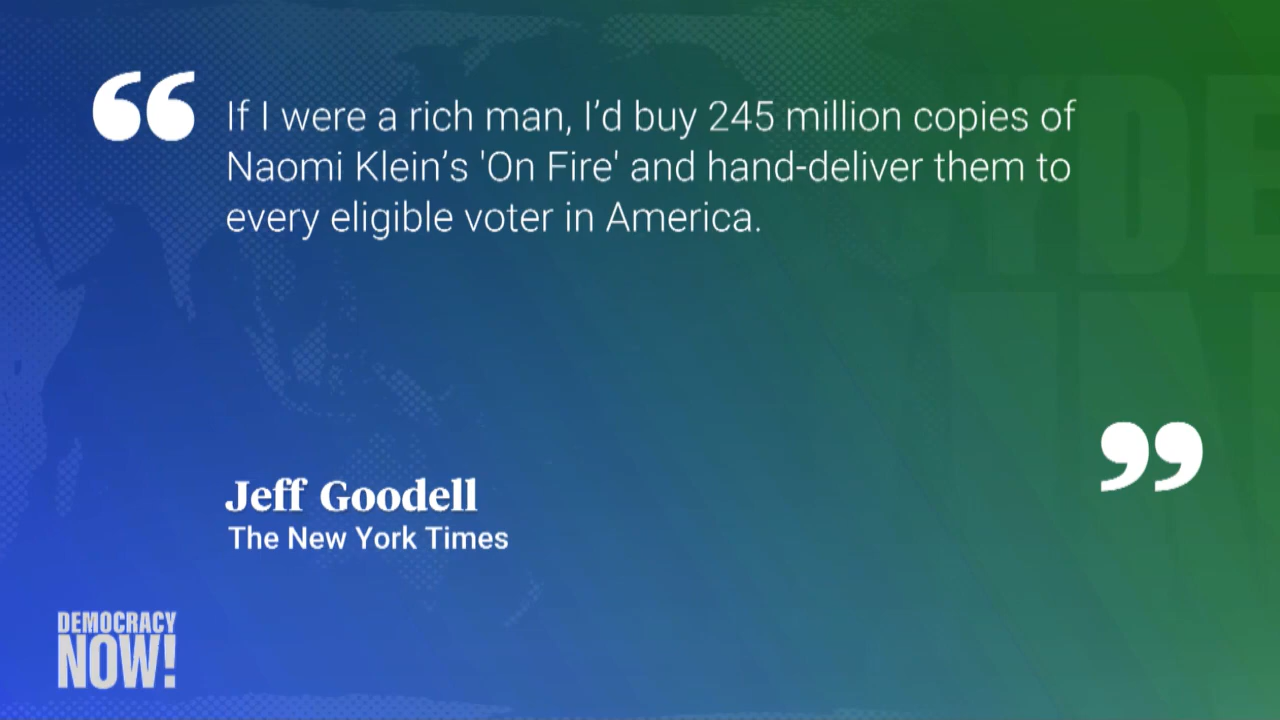 “ If I were a rich man, I’d buy 245 million copies of
Naomi Klein’s 'On Fire' and hand-deliver them to
every eligible voter in America.
”
Jeff Goodell
The New York Times
DEMOCRACY
NOW!